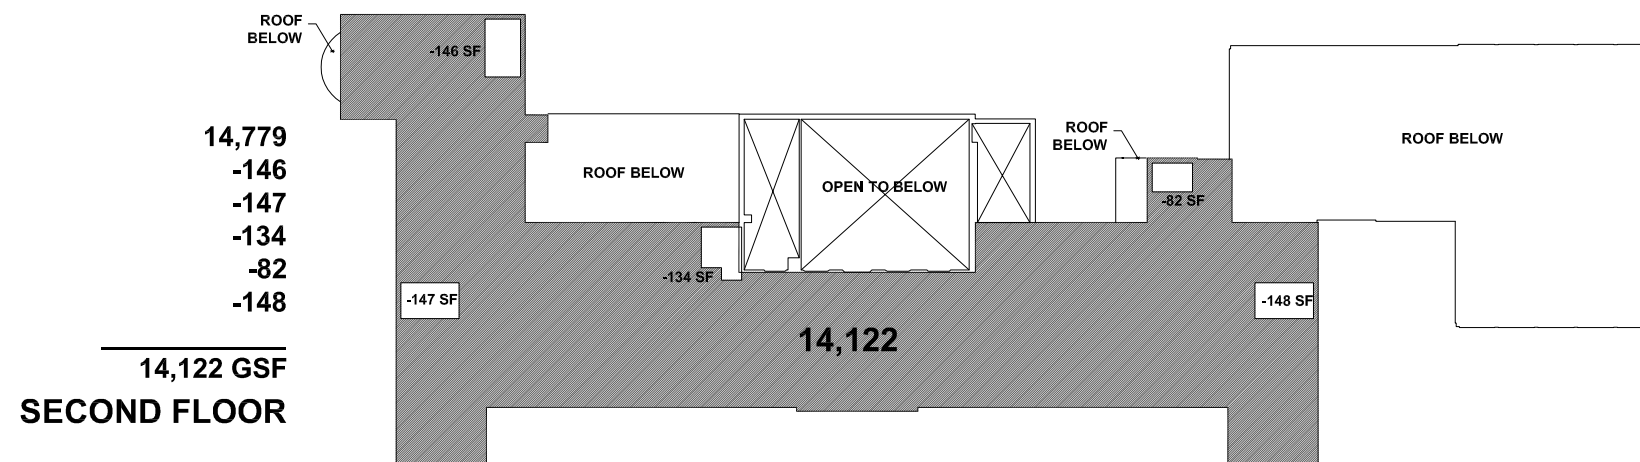 ROOF
BELOW
-146 SF
14,779
-146
-147
-134
-82
-148
14,122 GSF
SECOND FLOOR
ROOF BELOW
OPEN TO BELOW
ROOF
BELOW
ROOF BELOW
-82 SF
-134 SF
-147 SF
-148 SF
14,122